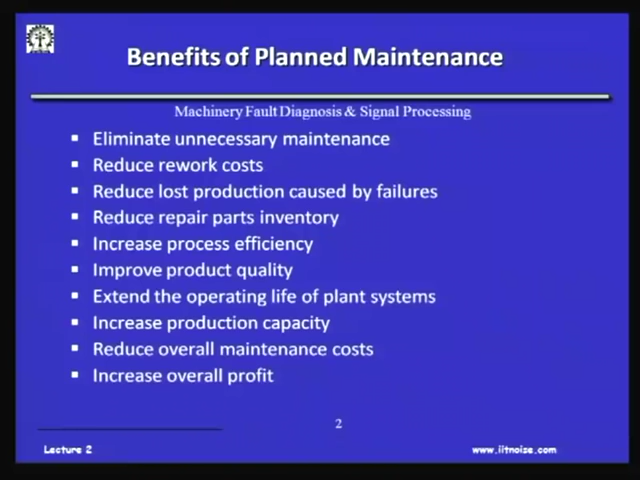 Benefits of Planned Maintenance
Machinery Fault Diagnosis & Signal Processing
▪ Eliminate unnecessary maintenance
▪ Reduce rework costs
▪ Reduce lost production caused by failures
▪ Reduce repair parts inventory
▪ Increase process efficiency
▪ Improve product quality
▪ Extend the operating life of plant systems
▪ Increase production capacity
▪ Reduce overall maintenance costs
▪ Increase overall profit
2
Lecture 2
www.iitnoise.com